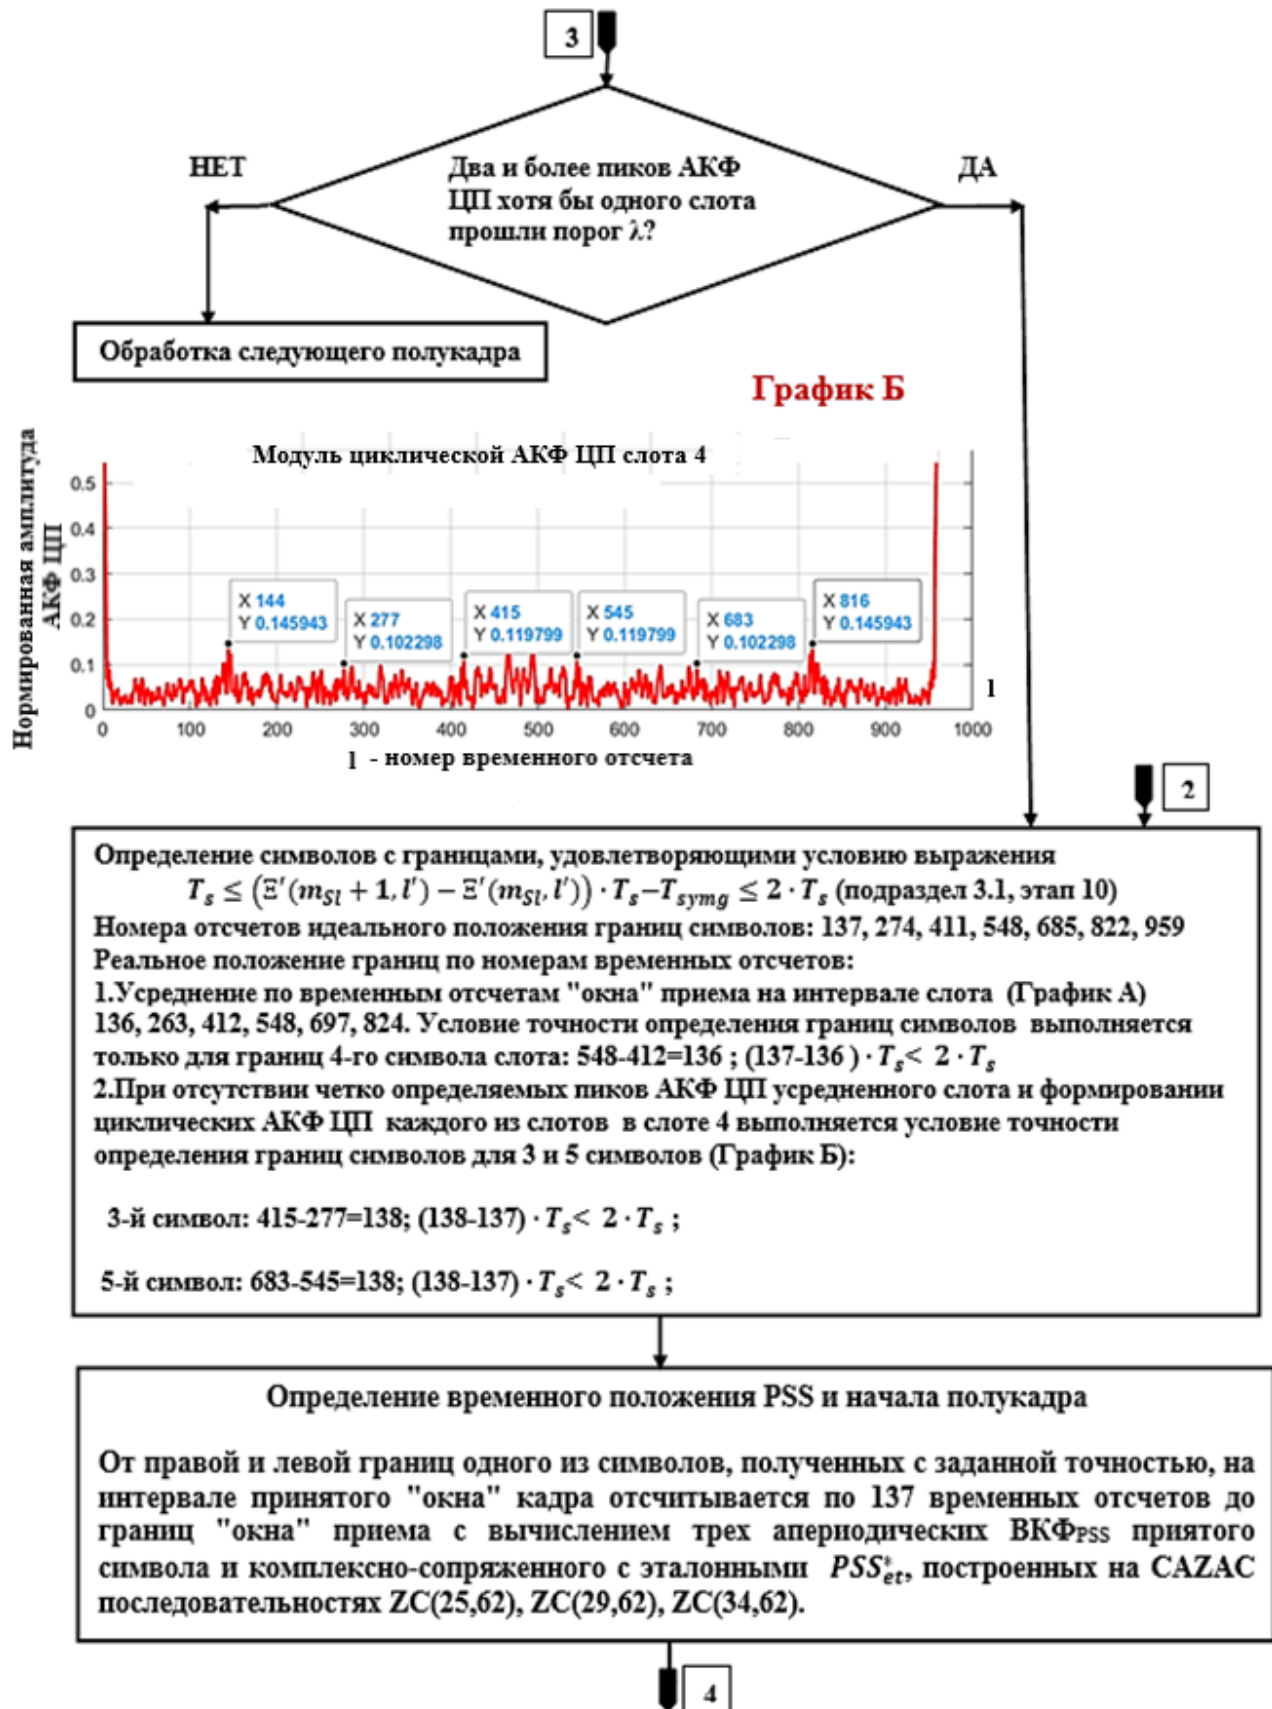 3
НЕТ
ДА
Два и более пиков АКФ
ЦП хотя бы одного слота
прошли порог λ?
Обработка следующего полукадра
График Б
Модуль циклической АКФ ЦП слота 4
Нормированная амплитуда
АКФ ЦП
0.5
0.4
0.3
0.2
0.1
0
X 144
Y 0.145943
X 277
Y 0.102298
X 415
Y 0.119799
X 545
Y 0.119799
X 683
Y 0.102298
X 816
Y 0.145943
l
0 100 200 300 400 500 600 700 800 900 1000
l - номер временного отсчета
2
Определение символов с границами, удовлетворяющими условию выражения
T_s ≤ (Ξ′(m_Sl + 1, l′) − Ξ′(m_Sl, l′)) · T_s − T_symg ≤ 2 · T_s (подраздел 3.1, этап 10)
Номера отсчетов идеального положения границ символов: 137, 274, 411, 548, 685, 822, 959
Реальное положение границ по номерам временных отсчетов:
1.Усреднение по временным отсчетам "окна" приема на интервале слота (График А)
136, 263, 412, 548, 697, 824. Условие точности определения границ символов выполняется
только для границ 4-го символа слота: 548-412=136 ; (137-136 ) · T_s< 2 · T_s
2.При отсутствии четко определяемых пиков АКФ ЦП усредненного слота и формировании
циклических АКФ ЦП каждого из слотов в слоте 4 выполняется условие точности
определения границ символов для 3 и 5 символов (График Б):
3-й символ: 415-277=138; (138-137) · T_s< 2 · T_s ;
5-й символ: 683-545=138; (138-137) · T_s< 2 · T_s ;
Определение временного положения PSS и начала полукадра
От правой и левой границ одного из символов, полученных с заданной точностью, на
интервале принятого "окна" кадра отсчитывается по 137 временных отсчетов до
границ "окна" приема с вычислением трех апериодических ВКФ_PSS приятого
символа и комплексно-сопряженного с эталонными PSS*_et, построенных на CAZAC
последовательностях ZC(25,62), ZC(29,62), ZC(34,62).
4